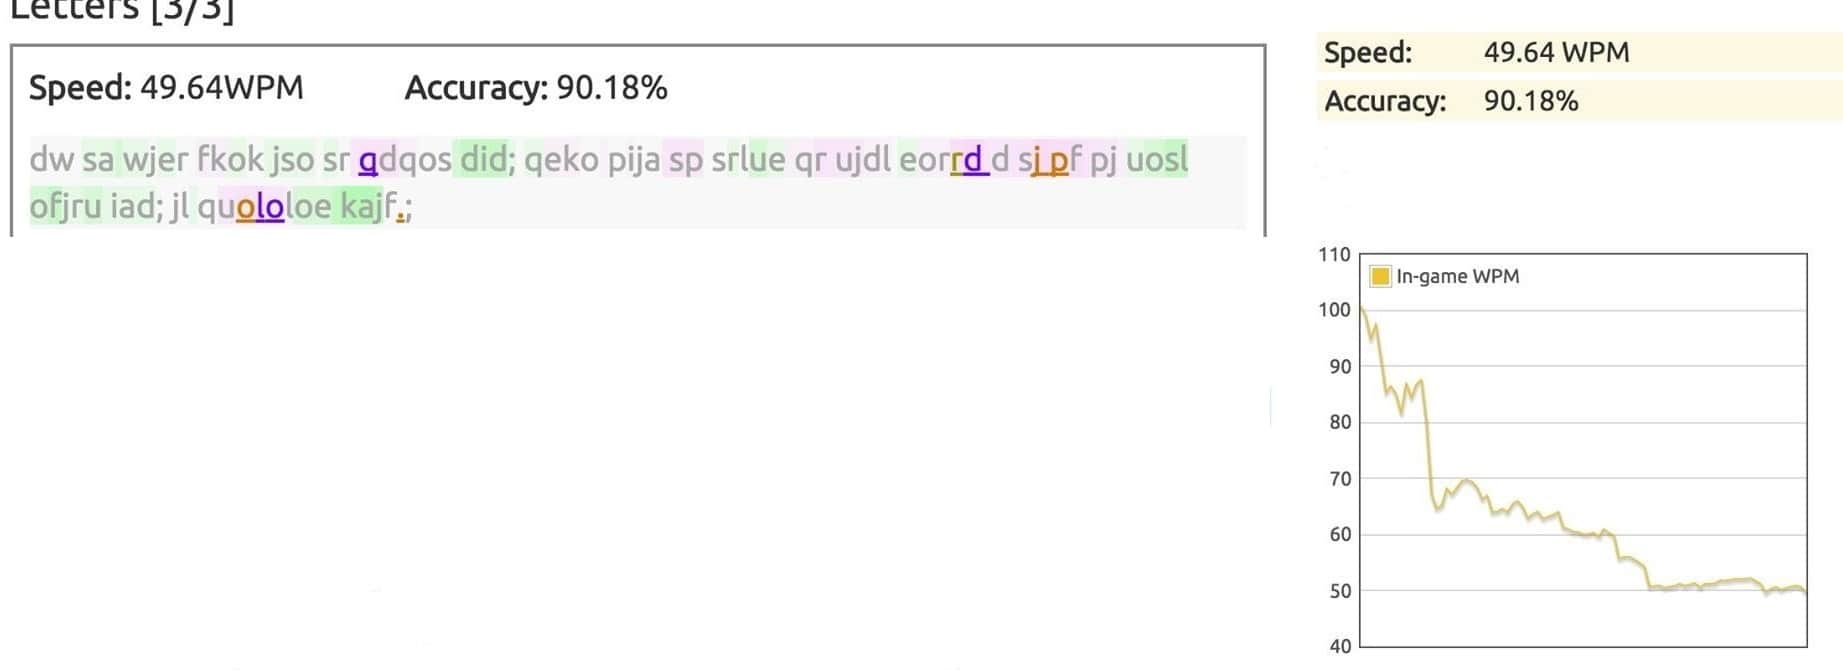 Letters [3/3]
Speed: 49.64WPM Accuracy: 90.18%
dw sa wjer fkok jso sr qdqos did; qeko pija sp srlue qr ujdl eorrd d sj pf pj uosl
ofjru iad; jl quololoe kajf.;
Speed: 49.64 WPM
Accuracy: 90.18%
In-game WPM
110
100
90
80
70
60
50
40